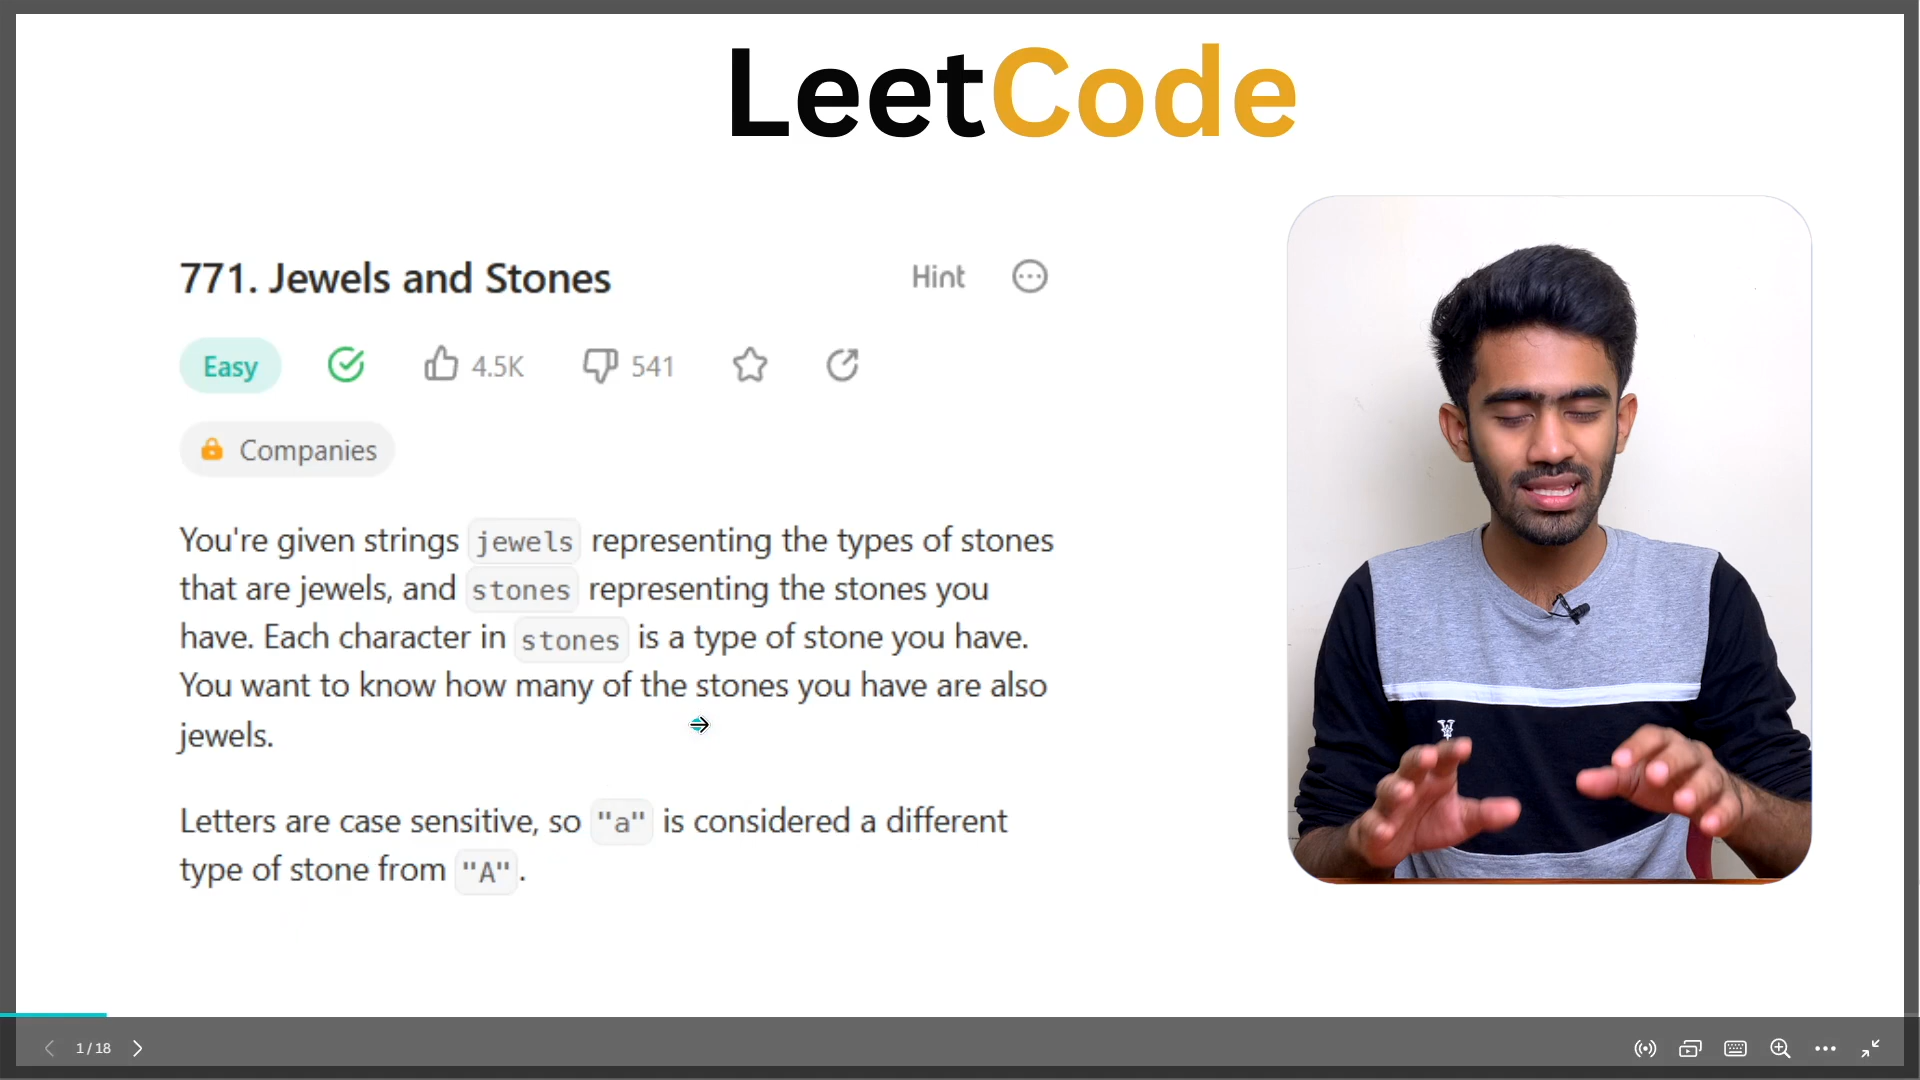 LeetCode
771. Jewels and Stones
Hint
Easy
4.5K
541
Companies
You're given strings jewels representing the types of stones
that are jewels, and stones representing the stones you
have. Each character in stones is a type of stone you have.
You want to know how many of the stones you have are also
jewels.
Letters are case sensitive, so "a" is considered a different
type of stone from "A".
1 / 18